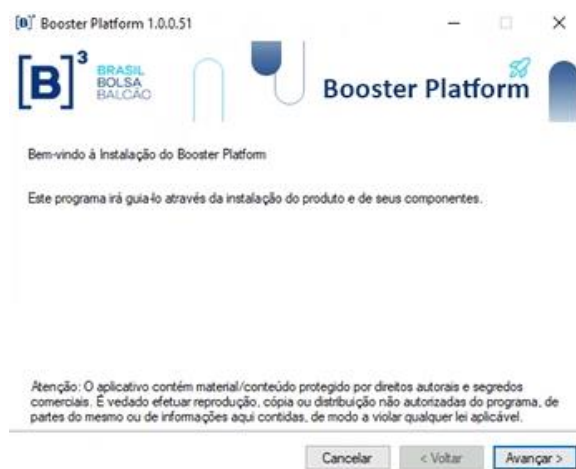 [B]³ Booster Platform 1.0.0.51
[B]³ BRASIL
BOLSA
BALCÃO
Booster Platform
Bem-vindo à Instalação do Booster Platform
Este programa irá guia-lo através da instalação do produto e de seus componentes.
Atenção: O aplicativo contém material/conteúdo protegido por direitos autorais e segredos
comerciais. É vedado efetuar reprodução, cópia ou distribuição não autorizadas do programa, de
partes do mesmo ou de informações aqui contidas, de modo a violar qualquer lei aplicável.
Cancelar < Voltar Avançar >